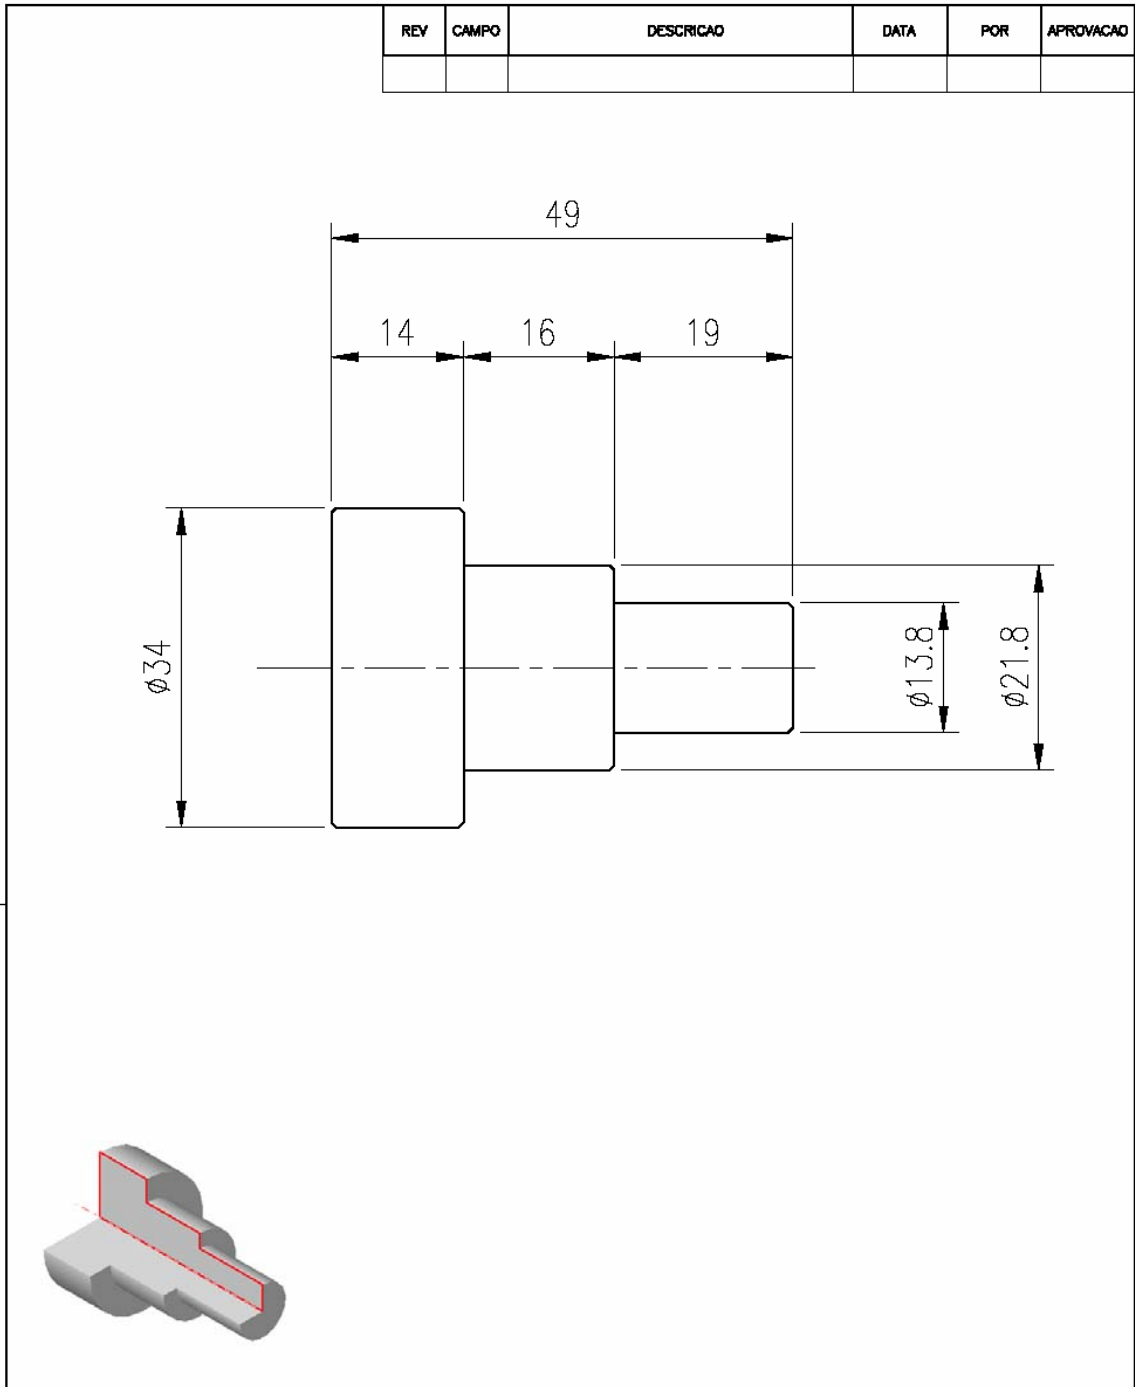 REV CAMPO DESCRICAO DATA POR APROVACAO
49
14 16 19
ø34
ø13.8
ø21.8